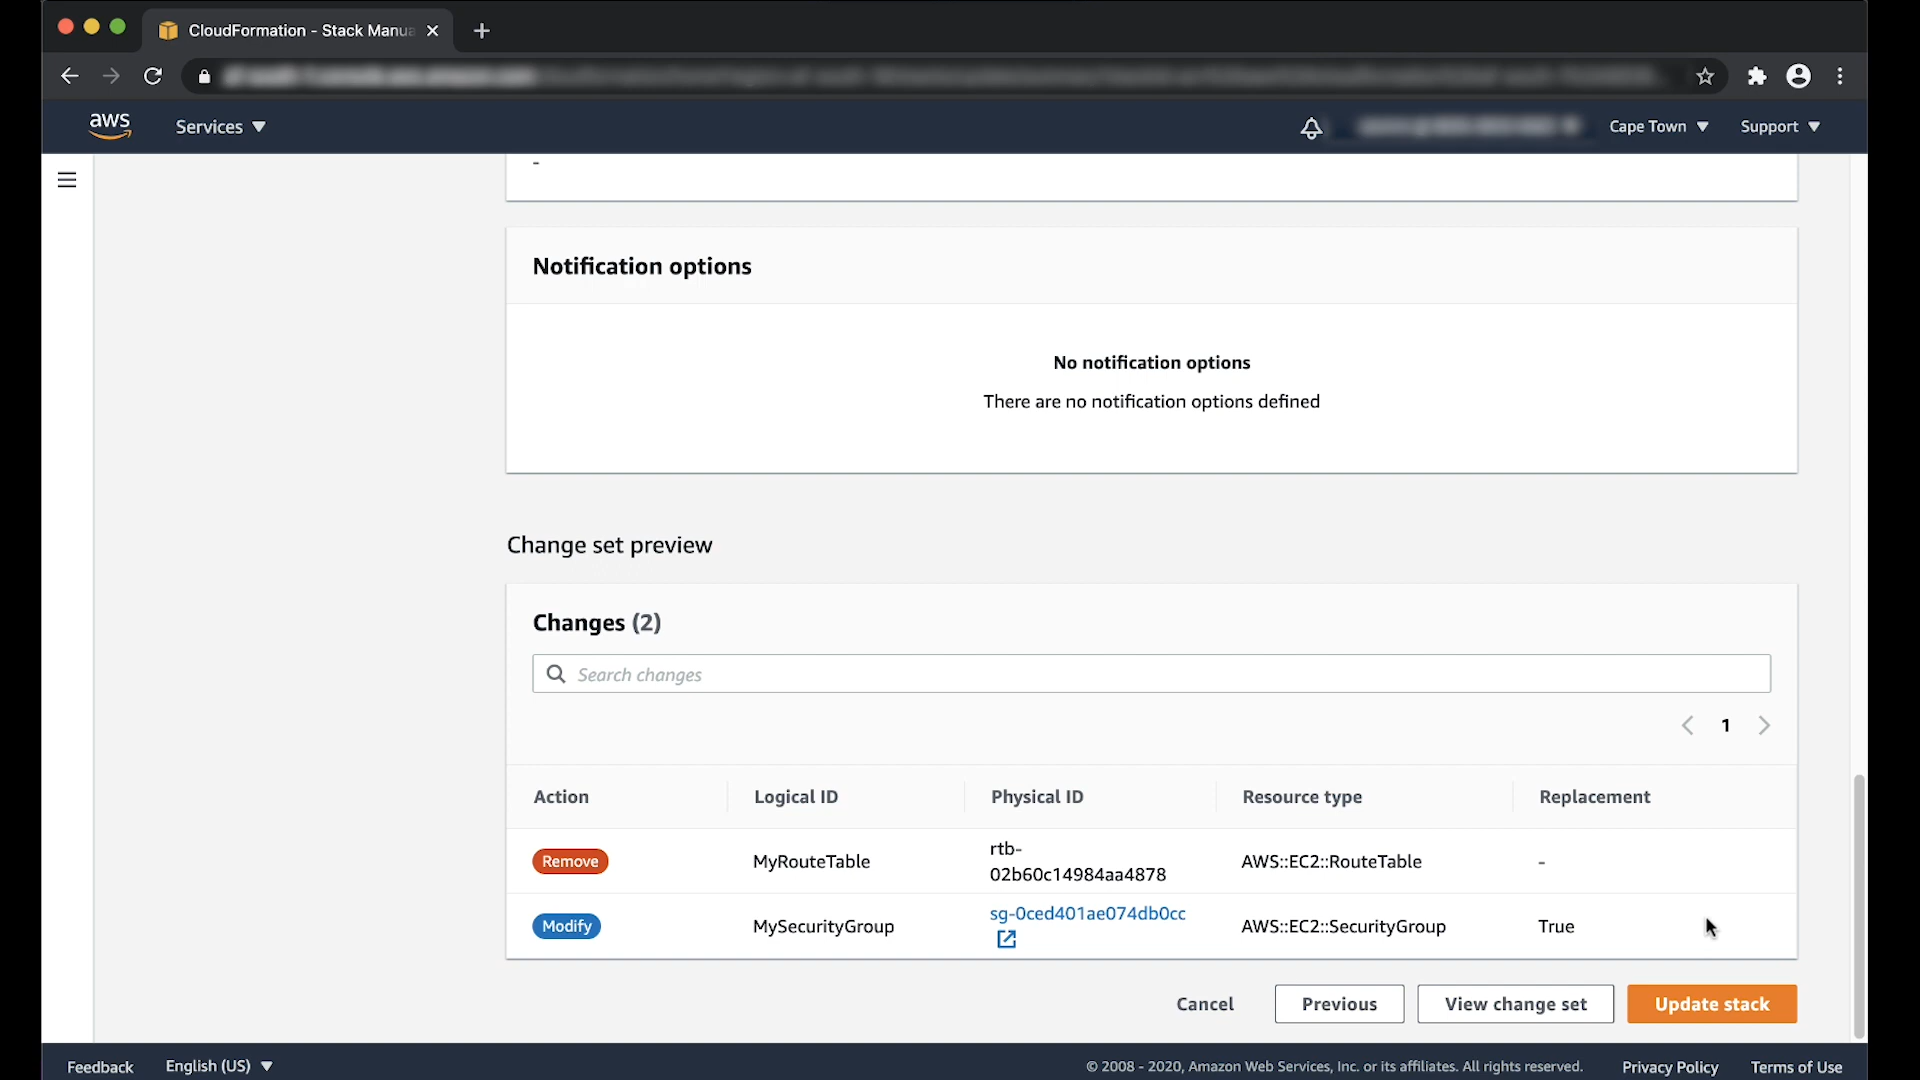 CloudFormation - Stack Manua
aws
Services
Cape Town
Support
-
Notification options
No notification options
There are no notification options defined
Change set preview
Changes (2)
Search changes
1
Action Logical ID Physical ID Resource type Replacement
Remove MyRouteTable rtb-
02b60c14984aa4878 AWS::EC2::RouteTable -
Modify MySecurityGroup sg-0ced401ae074db0cc AWS::EC2::SecurityGroup True
Cancel Previous View change set Update stack
Feedback English (US) © 2008 - 2020, Amazon Web Services, Inc. or its affiliates. All rights reserved. Privacy Policy Terms of Use